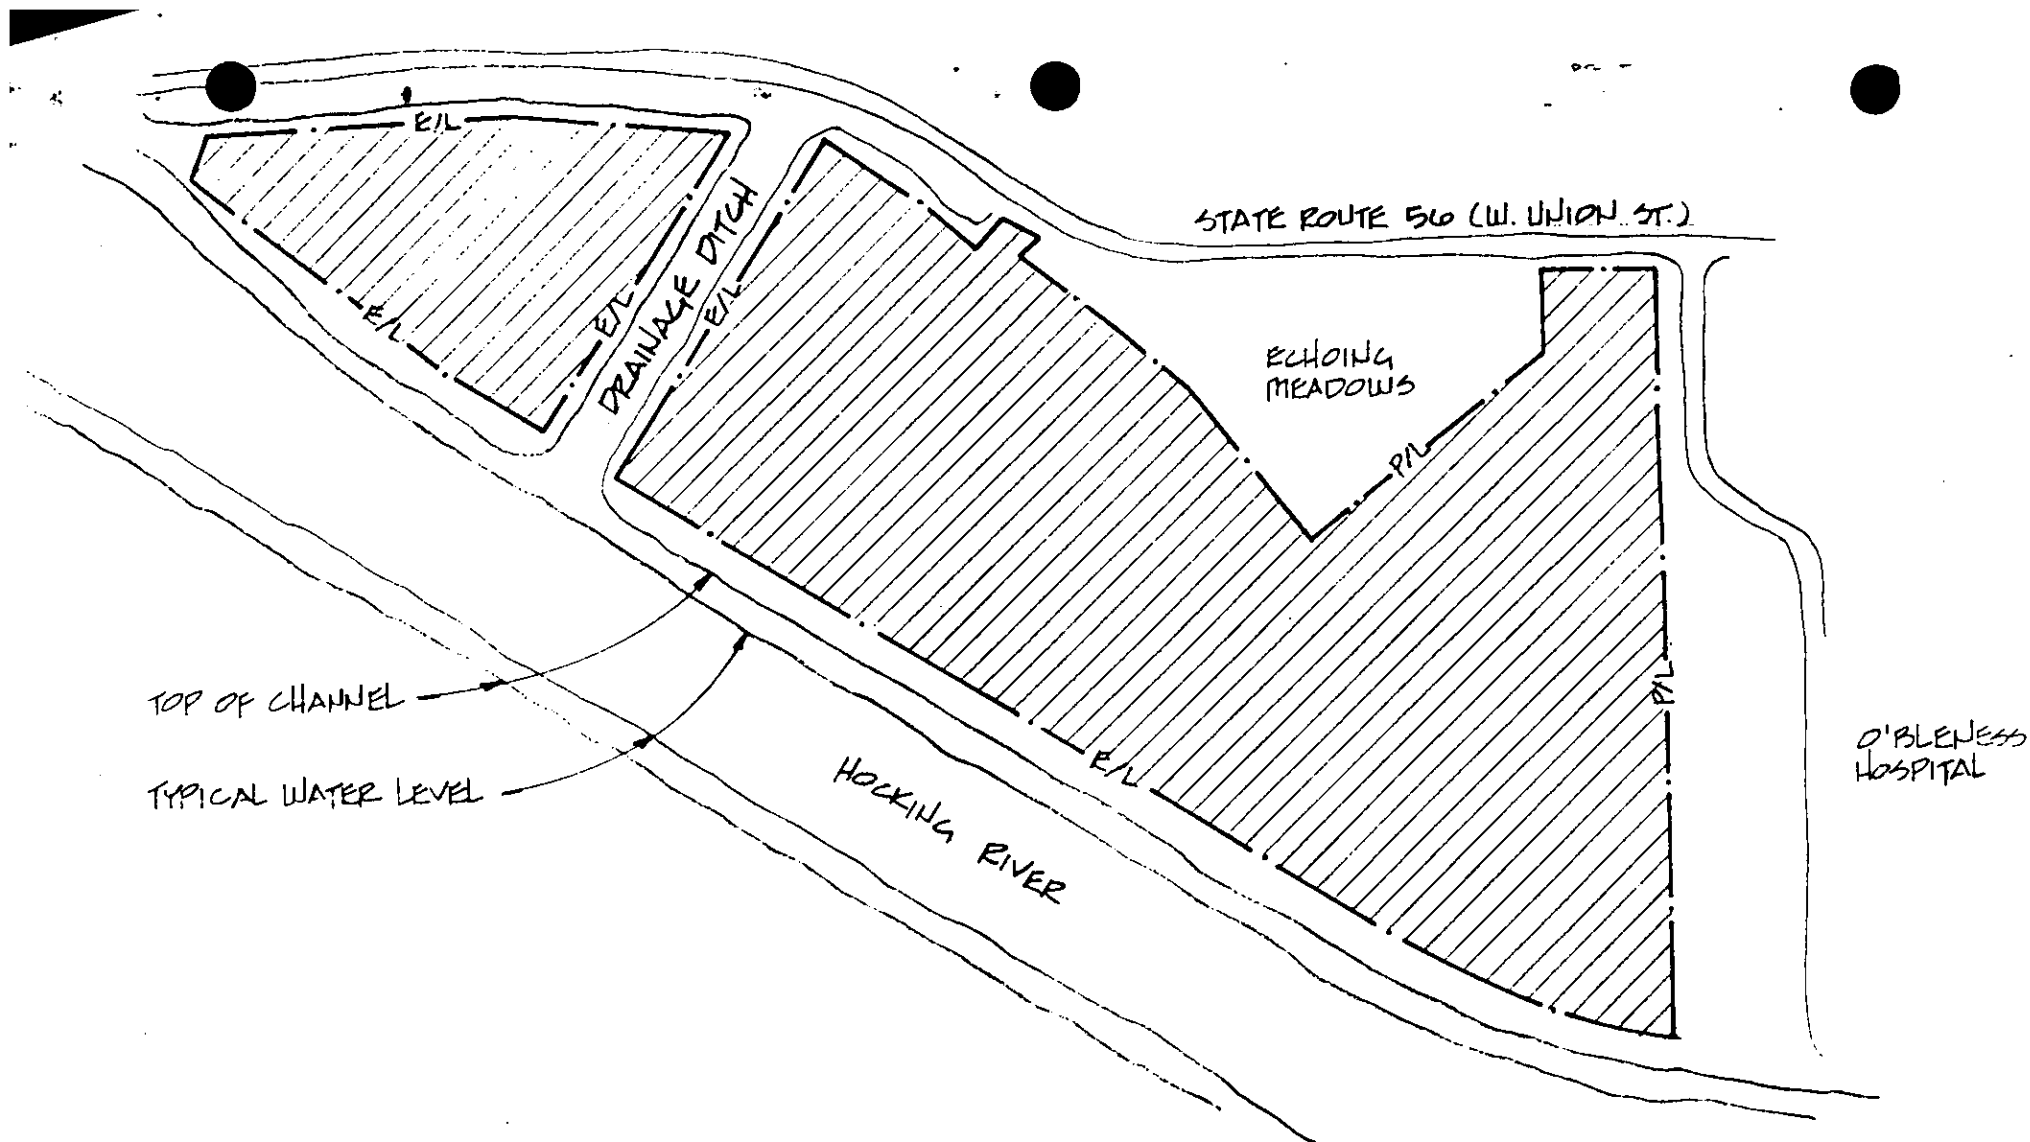 E/L
STATE ROUTE 56 (W. UNION ST.)
DRAINAGE DITCH
E/L
E/L
E/L
ECHOING
MEADOWS
P/L
P/L
TOP OF CHANNEL
TYPICAL WATER LEVEL
E/L
HOCKING RIVER
O'BLENESS
HOSPITAL